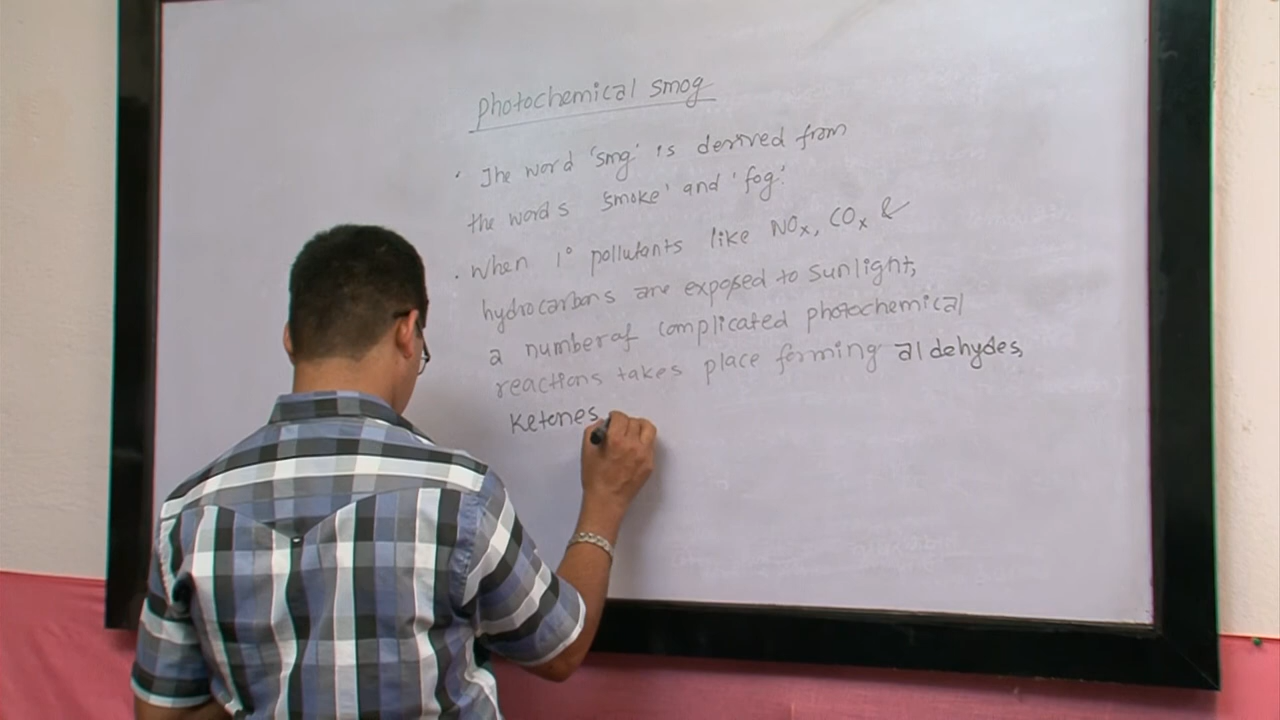 photochemical smog
· The word 'smg' is derived from
the words 'smoke' and 'fog'.
· When 1° pollutants like NOx, COx &
hydrocarbons are exposed to sunlight,
a number of complicated photochemical
reactions takes place forming aldehydes,
Ketones